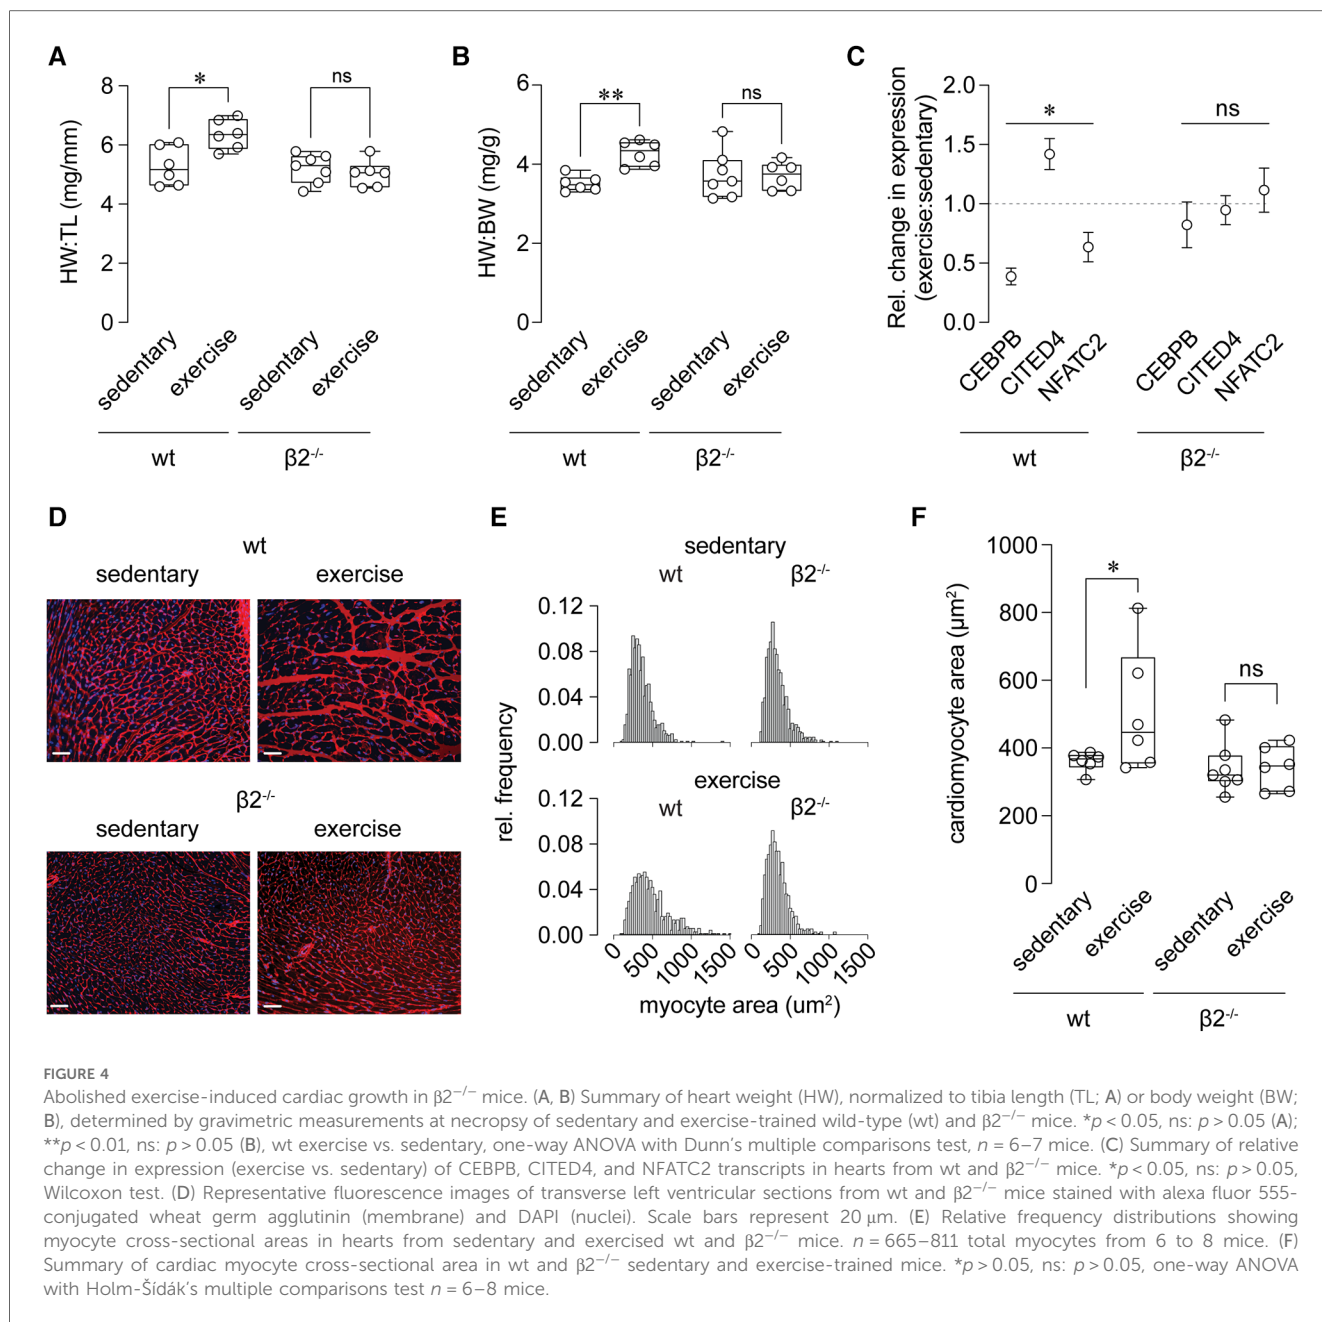 A
HW:TL (mg/mm)
8
6
4
2
0
*
ns
sedentary
exercise
sedentary
exercise
wt
β2⁻/⁻
B
HW:BW (mg/g)
6
4
2
0
**
ns
sedentary
exercise
sedentary
exercise
wt
β2⁻/⁻
C
Rel. change in expression
(exercise:sedentary)
2.0
1.5
1.0
0.5
0.0
*
ns
CEBPB
CITED4
NFATC2
CEBPB
CITED4
NFATC2
wt
β2⁻/⁻
D
wt
sedentary exercise
β2⁻/⁻
sedentary exercise
E
sedentary
wt β2⁻/⁻
0.12
0.08
0.04
0.00
exercise
wt β2⁻/⁻
0.12
0.08
0.04
0.00
rel. frequency
0 500 1000 1500 0 500 1000 1500
myocyte area (um²)
F
cardiomyocyte area (µm²)
1000
800
600
400
200
0
*
ns
sedentary
exercise
sedentary
exercise
wt
β2⁻/⁻
FIGURE 4
Abolished exercise-induced cardiac growth in β2⁻/⁻ mice. (A, B) Summary of heart weight (HW), normalized to tibia length (TL; A) or body weight (BW;
B), determined by gravimetric measurements at necropsy of sedentary and exercise-trained wild-type (wt) and β2⁻/⁻ mice. *p < 0.05, ns: p > 0.05 (A);
**p < 0.01, ns: p > 0.05 (B), wt exercise vs. sedentary, one-way ANOVA with Dunn's multiple comparisons test, n = 6–7 mice. (C) Summary of relative
change in expression (exercise vs. sedentary) of CEBPB, CITED4, and NFATC2 transcripts in hearts from wt and β2⁻/⁻ mice. *p < 0.05, ns: p > 0.05,
Wilcoxon test. (D) Representative fluorescence images of transverse left ventricular sections from wt and β2⁻/⁻ mice stained with alexa fluor 555-
conjugated wheat germ agglutinin (membrane) and DAPI (nuclei). Scale bars represent 20 µm. (E) Relative frequency distributions showing
myocyte cross-sectional areas in hearts from sedentary and exercised wt and β2⁻/⁻ mice. n = 665–811 total myocytes from 6 to 8 mice. (F)
Summary of cardiac myocyte cross-sectional area in wt and β2⁻/⁻ sedentary and exercise-trained mice. *p > 0.05, ns: p > 0.05, one-way ANOVA
with Holm-Šídák's multiple comparisons test n = 6–8 mice.